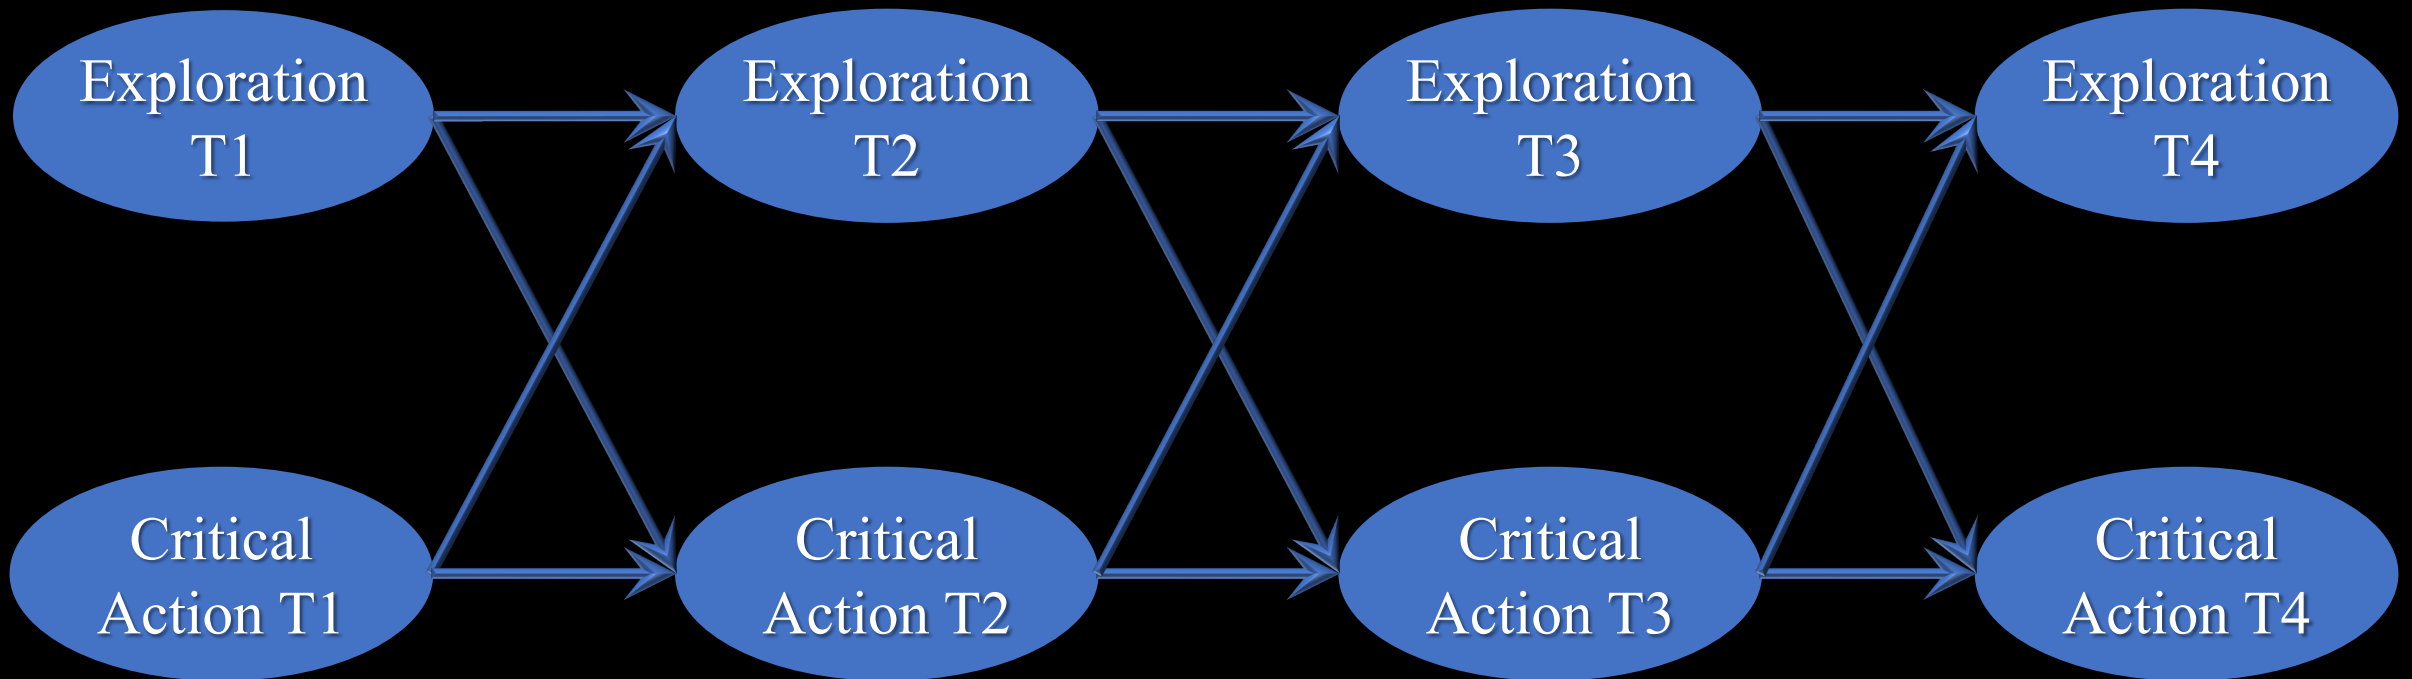 Exploration
T1
Exploration
T2
Exploration
T3
Exploration
T4
Critical
Action T1
Critical
Action T2
Critical
Action T3
Critical
Action T4